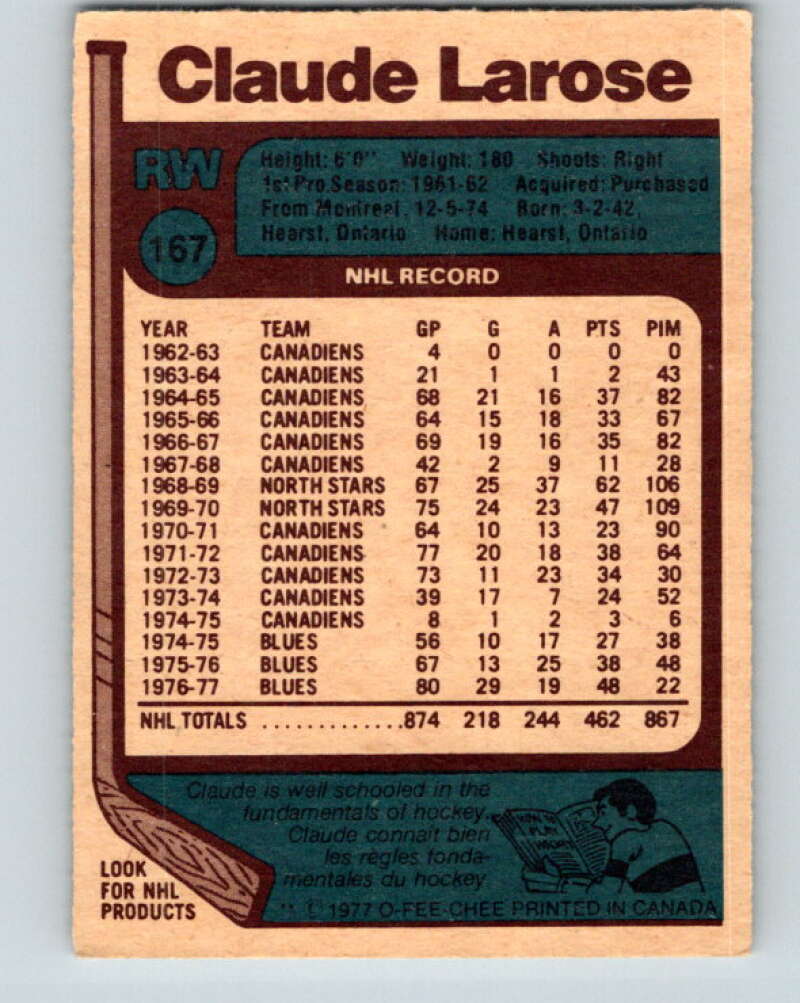 Claude Larose
RW
Height: 6'0" Weight: 180 Shoots: Right
1st Pro.Season: 1961-62 Acquired: Purchased
From Montreal, 12-5-74 Born: 3-2-42,
Hearst, Ontario Home: Hearst, Ontario
167
NHL RECORD
YEAR TEAM GP G A PTS PIM
1962-63 CANADIENS 4 0 0 0 0
1963-64 CANADIENS 21 1 1 2 43
1964-65 CANADIENS 68 21 16 37 82
1965-66 CANADIENS 64 15 18 33 67
1966-67 CANADIENS 69 19 16 35 82
1967-68 CANADIENS 42 2 9 11 28
1968-69 NORTH STARS 67 25 37 62 106
1969-70 NORTH STARS 75 24 23 47 109
1970-71 CANADIENS 64 10 13 23 90
1971-72 CANADIENS 77 20 18 38 64
1972-73 CANADIENS 73 11 23 34 30
1973-74 CANADIENS 39 17 7 24 52
1974-75 CANADIENS 8 1 2 3 6
1974-75 BLUES 56 10 17 27 38
1975-76 BLUES 67 13 25 38 48
1976-77 BLUES 80 29 19 48 22
NHL TOTALS .............874 218 244 462 867
Claude is well schooled in the
fundamentals of hockey.
Claude connait bien
les règles fonda-
mentales du hockey
HOW TO
PLAY
HOCKEY
LOOK
FOR NHL
PRODUCTS
** © 1977 O-PEE-CHEE PRINTED IN CANADA